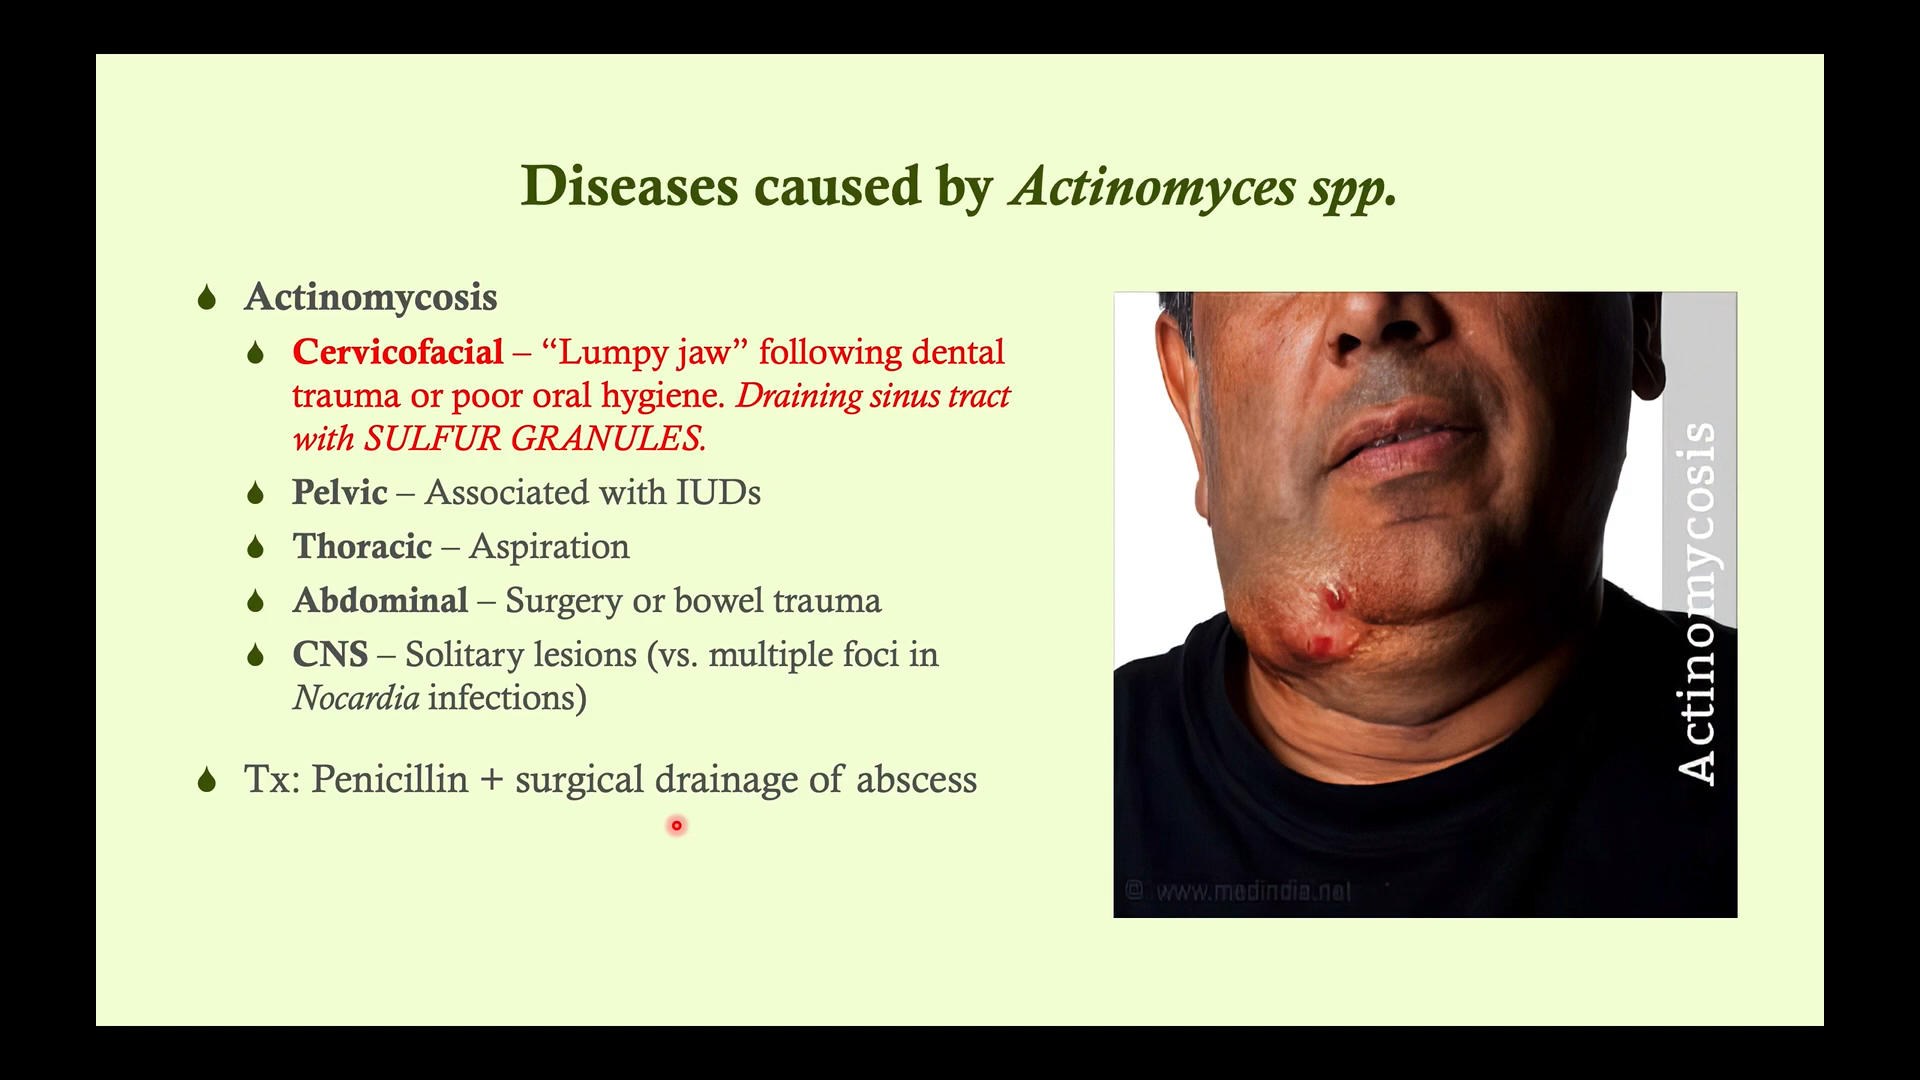 Diseases caused by Actinomyces spp.
Actinomycosis
Cervicofacial – “Lumpy jaw” following dental
trauma or poor oral hygiene. Draining sinus tract
with SULFUR GRANULES.
Pelvic – Associated with IUDs
Thoracic – Aspiration
Abdominal – Surgery or bowel trauma
CNS – Solitary lesions (vs. multiple foci in
Nocardia infections)
Tx: Penicillin + surgical drainage of abscess
Actinomycosis
© www.medindia.net